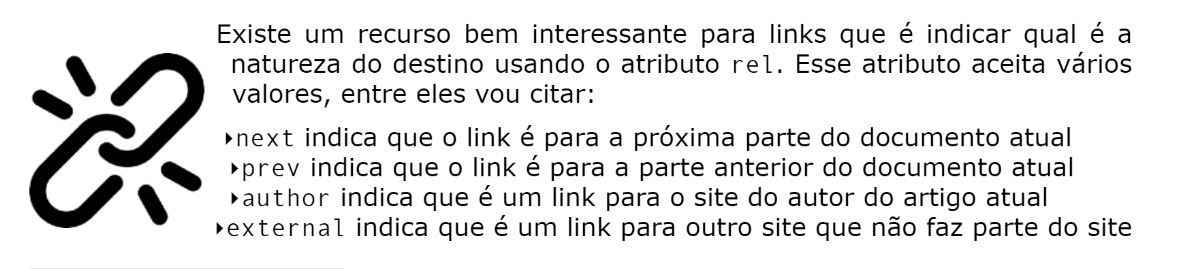 Existe um recurso bem interessante para links que é indicar qual é a
natureza do destino usando o atributo rel. Esse atributo aceita vários
valores, entre eles vou citar:
‣next indica que o link é para a próxima parte do documento atual
‣prev indica que o link é para a parte anterior do documento atual
‣author indica que é um link para o site do autor do artigo atual
‣external indica que é um link para outro site que não faz parte do site